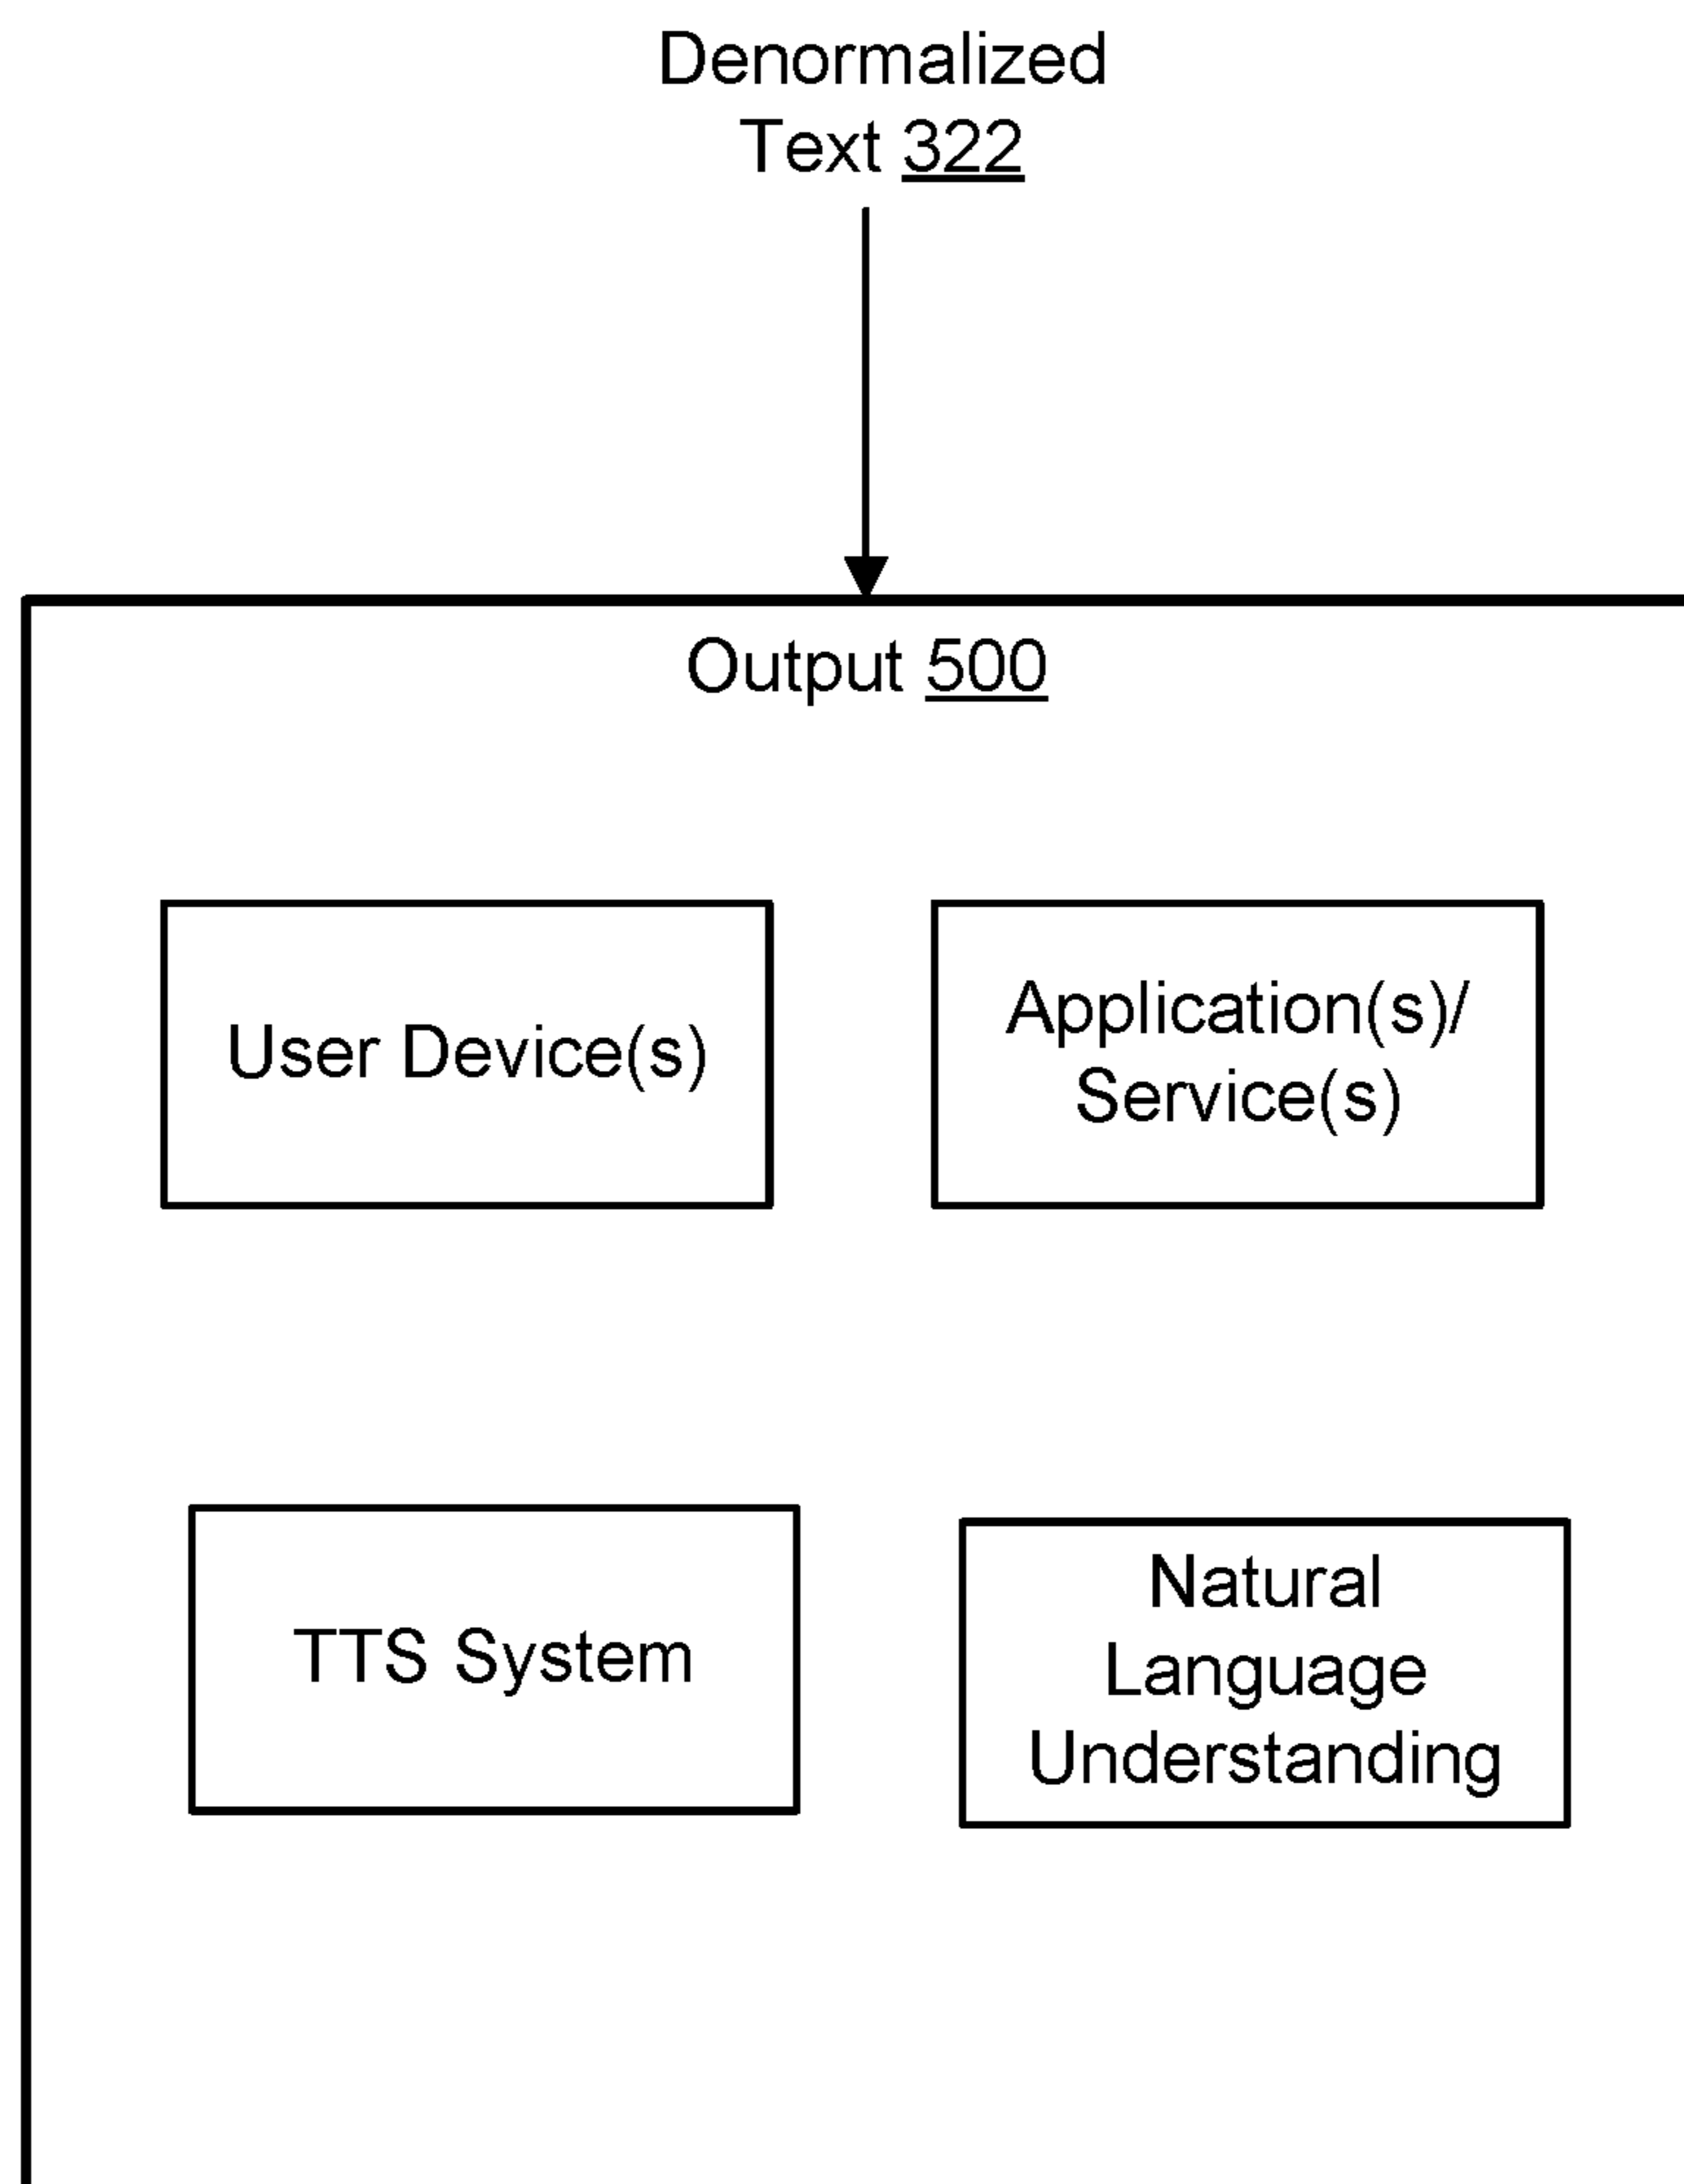 Denormalized
Text 322
Output 500
User Device(s)
Application(s)/
Service(s)
TTS System
Natural
Language
Understanding